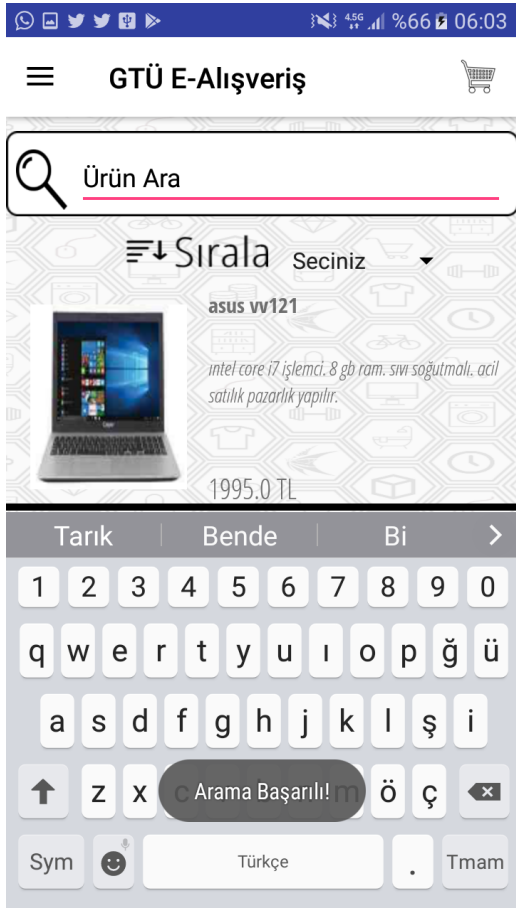 4.5G %66 06:03
GTÜ E-Alışveriş
Ürün Ara
Sırala Seciniz
asus vv121
ıntel core i7 işlemci. 8 gb ram. sıvı soğutmalı. acil
satılık pazarlık yapılır.
1995.0 TL
Tarık Bende Bi
1 2 3 4 5 6 7 8 9 0
q w e r t y u ı o p ğ ü
a s d f g h j k l ş i
z x c m ö ç
Arama Başarılı!
Sym Türkçe . Tmam